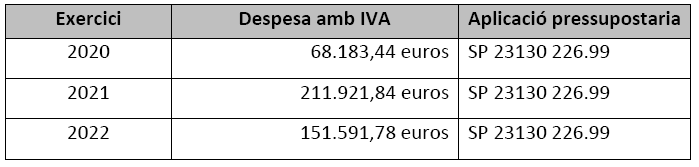 Exercici Despesa amb IVA Aplicació pressupostaria
2020 68.183,44 euros SP 23130 226.99
2021 211.921,84 euros SP 23130 226.99
2022 151.591,78 euros SP 23130 226.99